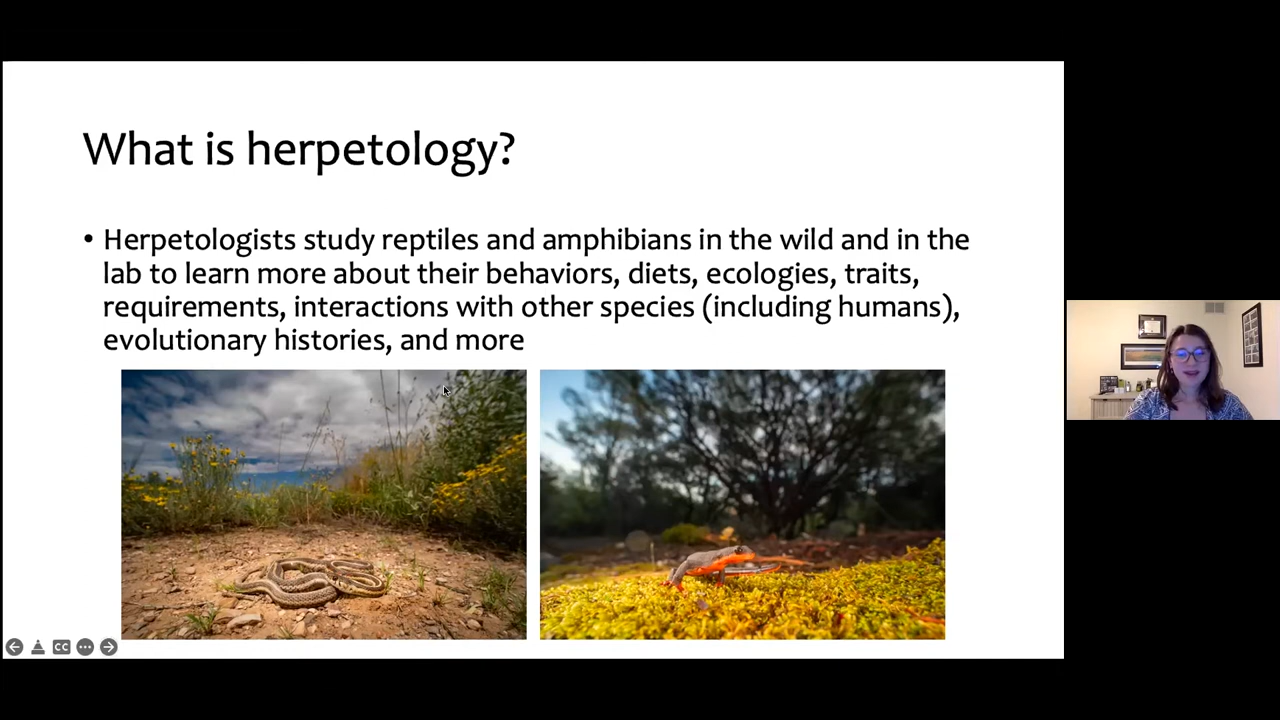 What is herpetology?
• Herpetologists study reptiles and amphibians in the wild and in the
lab to learn more about their behaviors, diets, ecologies, traits,
requirements, interactions with other species (including humans),
evolutionary histories, and more
CC